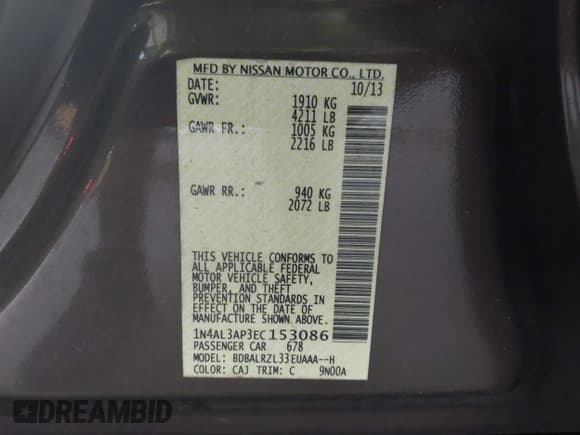 MFD BY NISSAN MOTOR CO., LTD.
DATE: 10/13
GVWR: 1910 KG
4211 LB
GAWR FR.: 1005 KG
2216 LB
GAWR RR.: 940 KG
2072 LB
THIS VEHICLE CONFORMS TO
ALL APPLICABLE FEDERAL
MOTOR VEHICLE SAFETY,
BUMPER, AND THEFT
PREVENTION STANDARDS IN
EFFECT ON THE DATE OF
MANUFACTURE SHOWN ABOVE.
1N4AL3AP3EC153086
PASSENGER CAR 678
MODEL: BDBALRZL33EUAAA--H
COLOR: CAJ TRIM: C 9N00A
DREAMBID